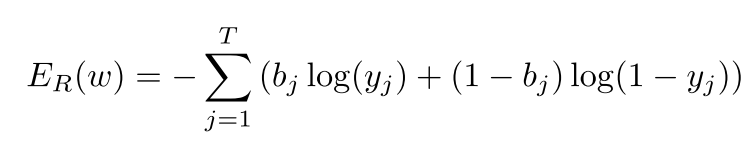 E_R(w) = − \sum_{j=1}^{T} (b_j log(y_j) + (1 − b_j) log(1 − y_j))